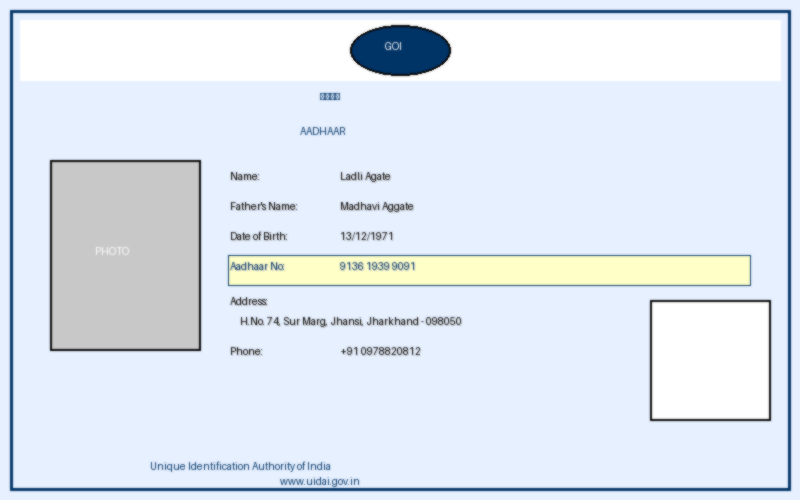 GOI
AADHAAR
PHOTO
Name: Ladli Agate
Father's Name: Madhavi Aggate
Date of Birth: 13/12/1971
Aadhaar No: 9136 1939 9091
Address:
H.No. 74, Sur Marg, Jhansi, Jharkhand - 098050
Phone: +91 0978820812
Unique Identification Authority of India
www.uidai.gov.in